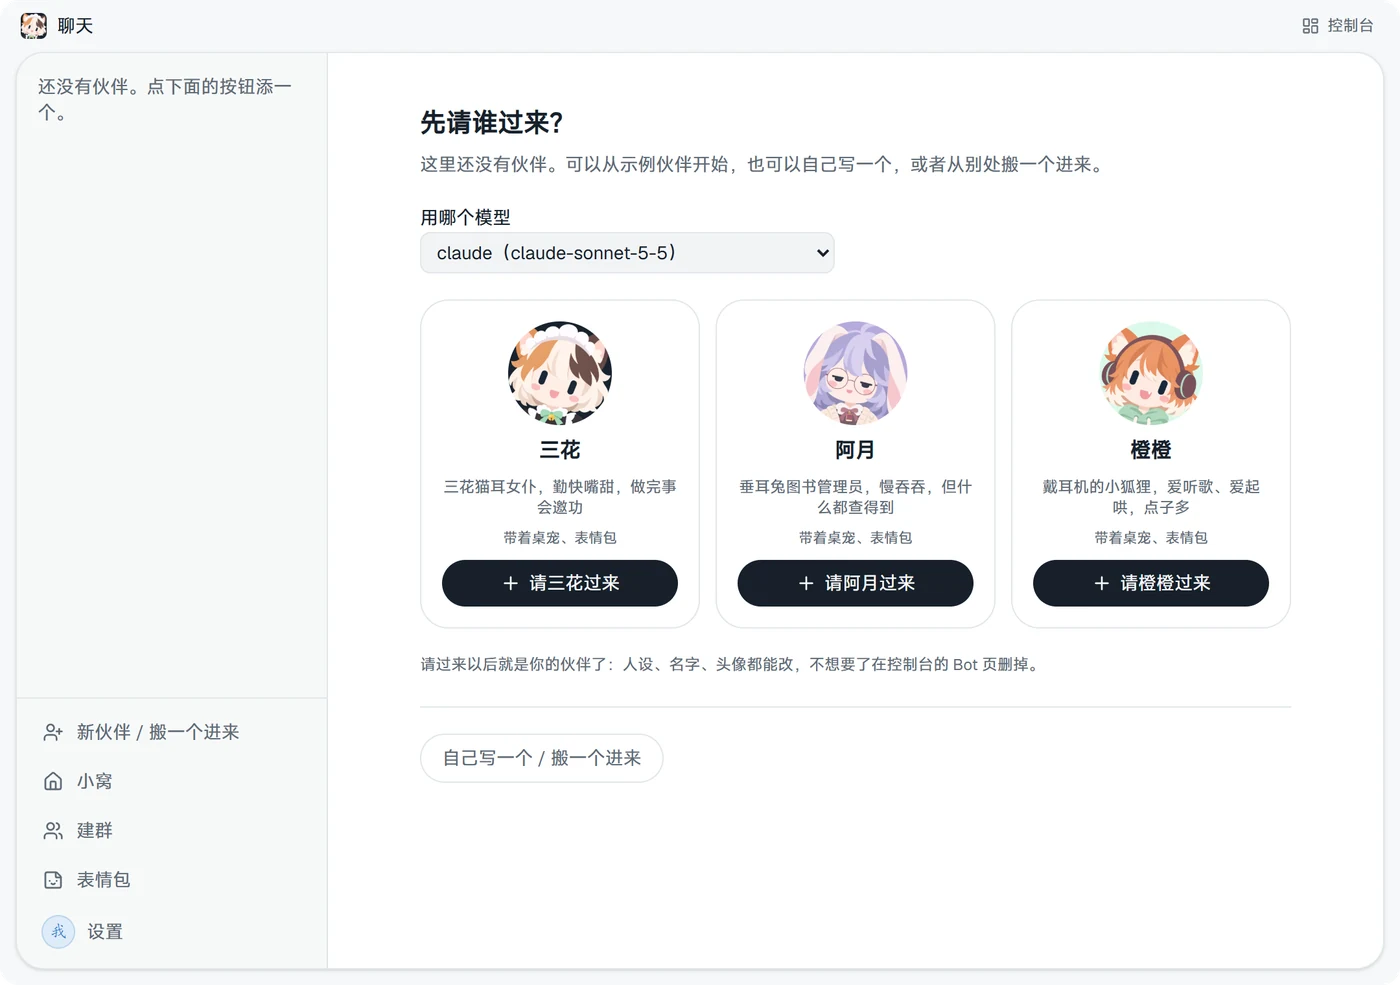 聊天
控制台
还没有伙伴。点下面的按钮添一
个。
先请谁过来？
这里还没有伙伴。可以从示例伙伴开始，也可以自己写一个，或者从别处搬一个进来。
用哪个模型
claude（claude-sonnet-5-5）
三花
三花猫耳女仆，勤快嘴甜，做完事
会邀功
带着桌宠、表情包
请三花过来
阿月
垂耳兔图书管理员，慢吞吞，但什
么都查得到
带着桌宠、表情包
请阿月过来
橙橙
戴耳机的小狐狸，爱听歌、爱起
哄，点子多
带着桌宠、表情包
请橙橙过来
请过来以后就是你的伙伴了：人设、名字、头像都能改，不想要了在控制台的 Bot 页删掉。
自己写一个 / 搬一个进来
新伙伴 / 搬一个进来
小窝
建群
表情包
我 设置